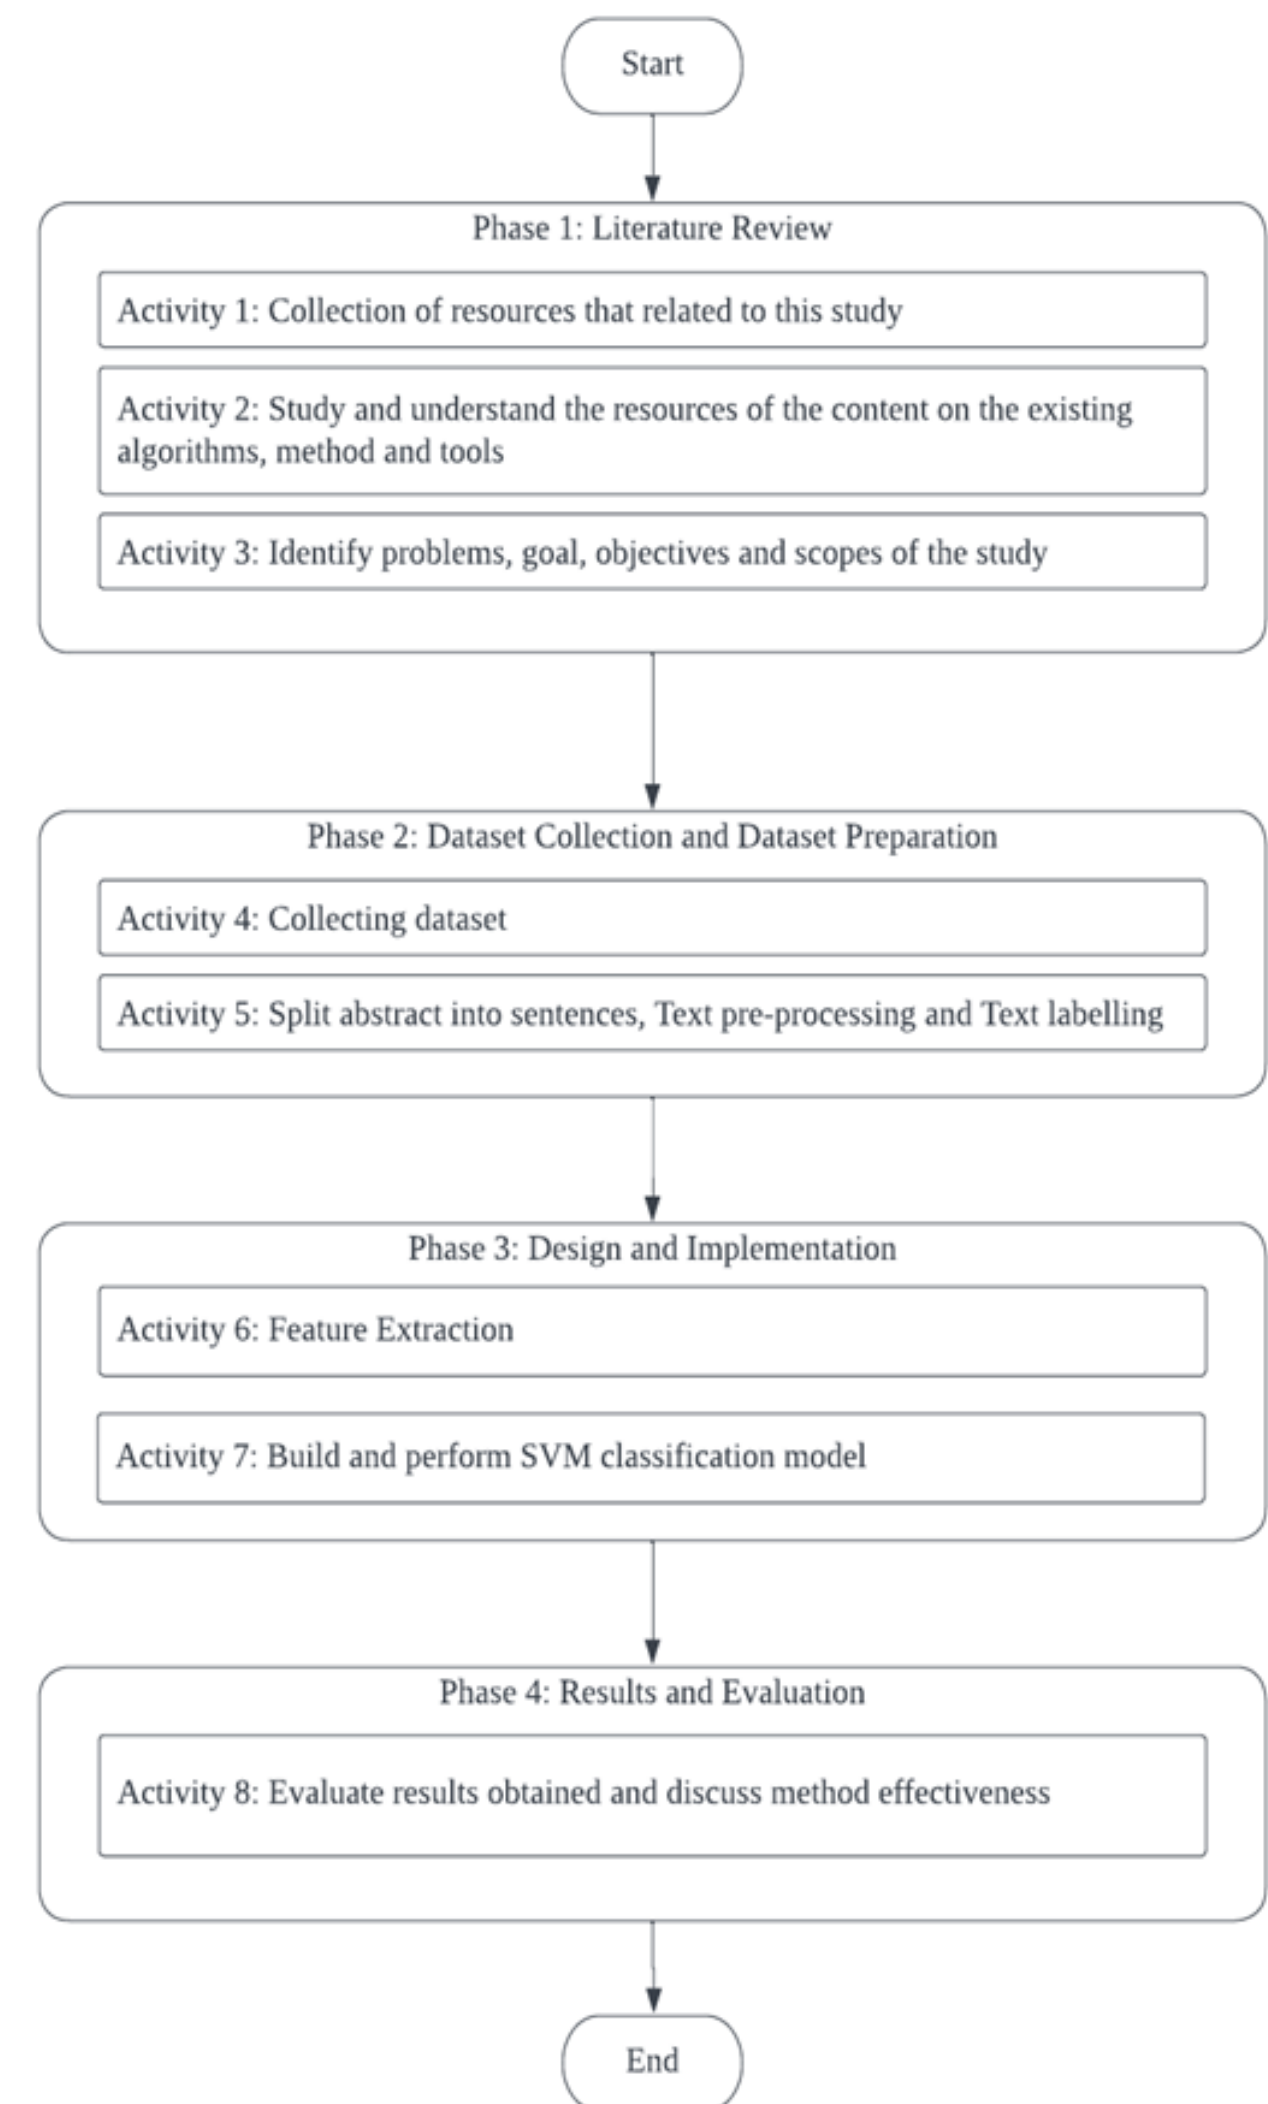 Start
Phase 1: Literature Review
Activity 1: Collection of resources that related to this study
Activity 2: Study and understand the resources of the content on the existing
algorithms, method and tools
Activity 3: Identify problems, goal, objectives and scopes of the study
Phase 2: Dataset Collection and Dataset Preparation
Activity 4: Collecting dataset
Activity 5: Split abstract into sentences, Text pre-processing and Text labelling
Phase 3: Design and Implementation
Activity 6: Feature Extraction
Activity 7: Build and perform SVM classification model
Phase 4: Results and Evaluation
Activity 8: Evaluate results obtained and discuss method effectiveness
End